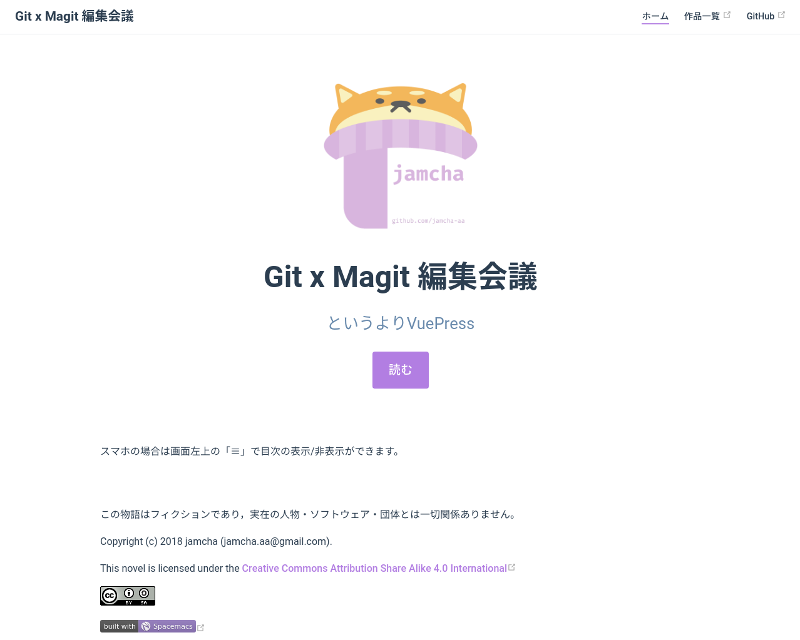 Git x Magit 編集会議
ホーム 作品一覧 GitHub
jamcha
github.com/jamcha-aa
Git x Magit 編集会議
というよりVuePress
読む
スマホの場合は画面左上の「≡」で目次の表示/非表示ができます。
この物語はフィクションであり，実在の人物・ソフトウェア・団体とは一切関係ありません。
Copyright (c) 2018 jamcha (jamcha.aa@gmail.com).
This novel is licensed under the Creative Commons Attribution Share Alike 4.0 International
cc BY SA
built with Spacemacs